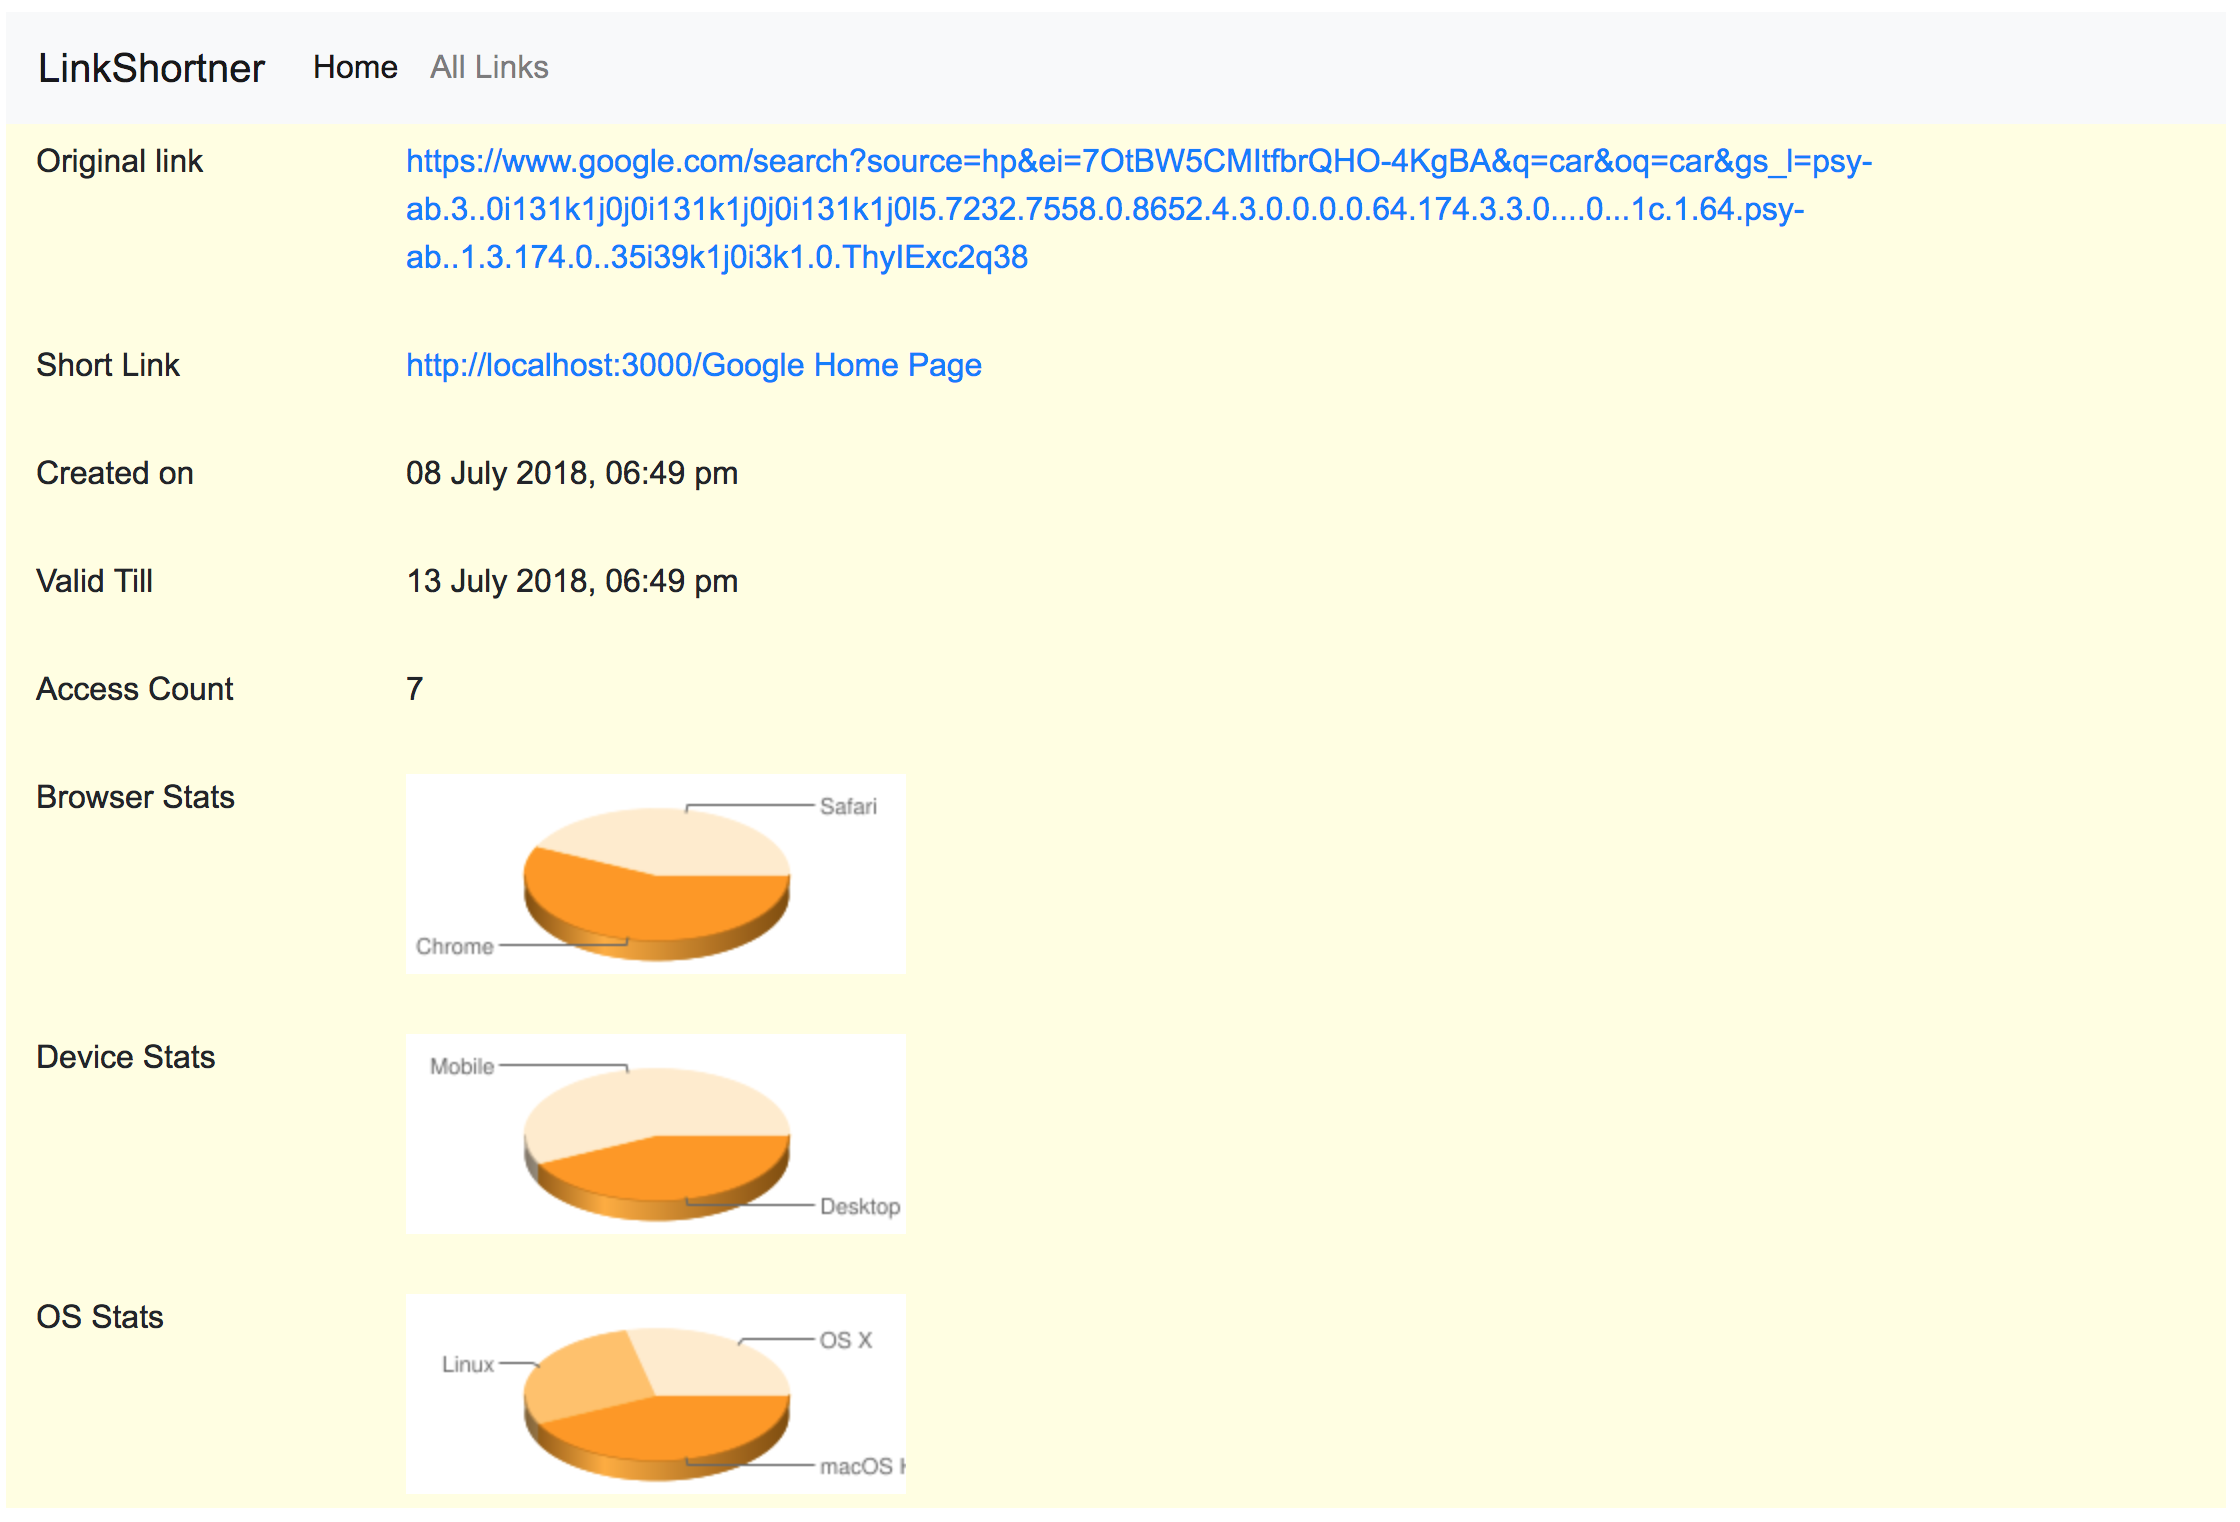 LinkShortner Home All Links
Original link https://www.google.com/search?source=hp&ei=7OtBW5CMItfbrQHO-4KgBA&q=car&oq=car&gs_l=psy-
ab.3..0i131k1j0j0i131k1j0j0i131k1j0l5.7232.7558.0.8652.4.3.0.0.0.0.64.174.3.3.0....0...1c.1.64.psy-
ab..1.3.174.0..35i39k1j0i3k1.0.ThyIExc2q38
Short Link http://localhost:3000/Google Home Page
Created on 08 July 2018, 06:49 pm
Valid Till 13 July 2018, 06:49 pm
Access Count 7
Browser Stats
Safari
Chrome
Device Stats
Mobile
Desktop
OS Stats
OS X
Linux
macOS